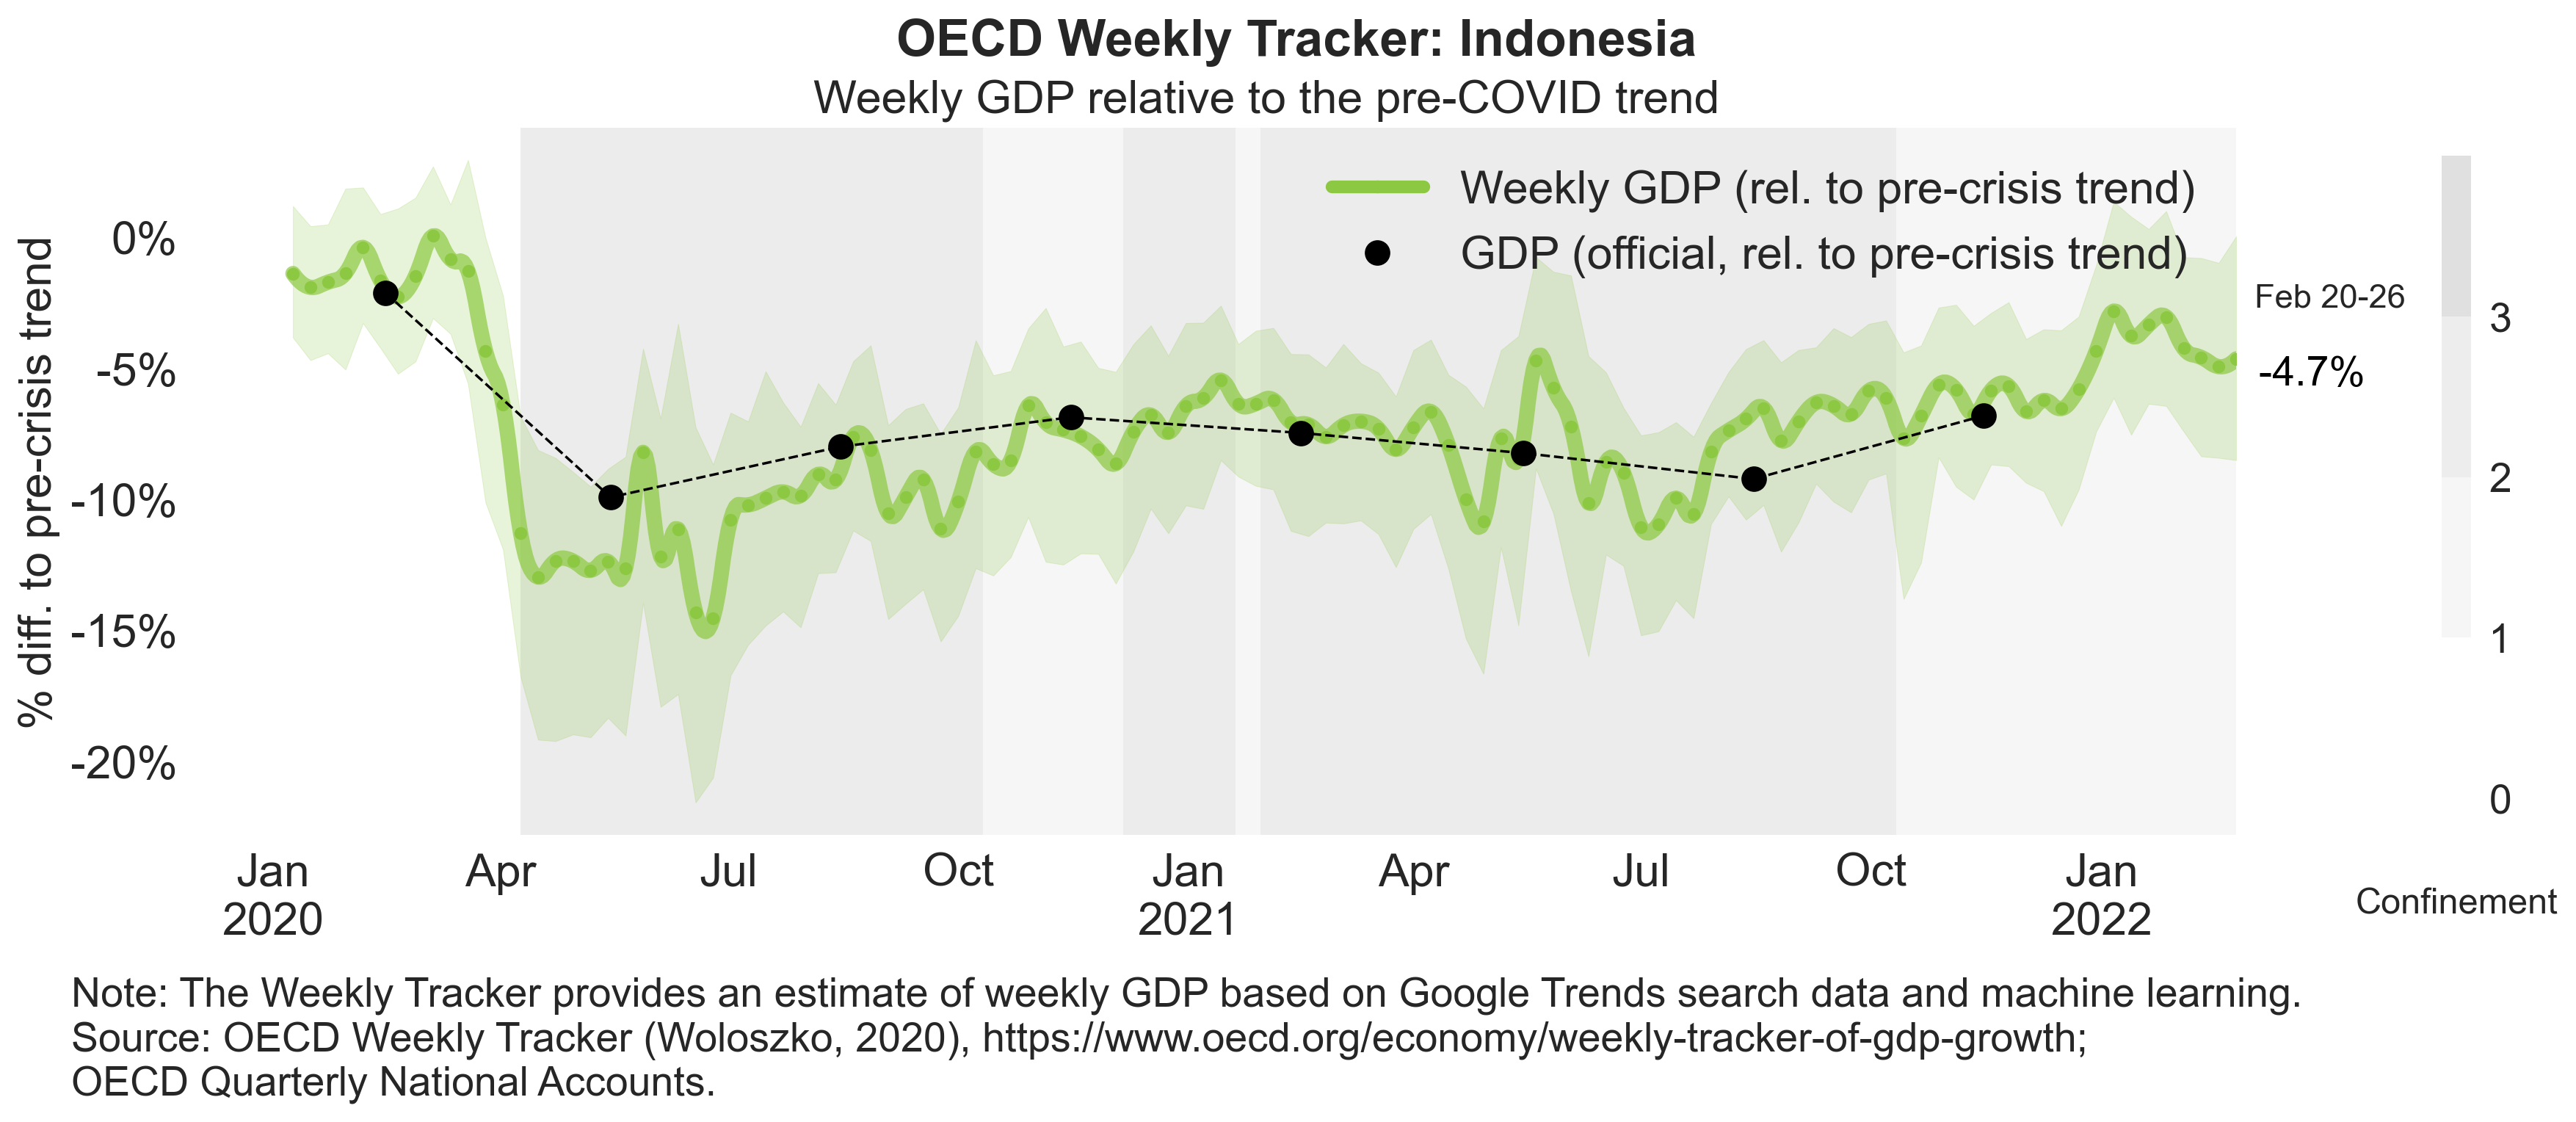 OECD Weekly Tracker: Indonesia
Weekly GDP relative to the pre-COVID trend
% diff. to pre-crisis trend
0%
-5%
-10%
-15%
-20%
Weekly GDP (rel. to pre-crisis trend)
GDP (official, rel. to pre-crisis trend)
Feb 20-26
-4.7%
3
2
1
0
Confinement
Jan Apr Jul Oct Jan Apr Jul Oct Jan
2020 2021 2022
Note: The Weekly Tracker provides an estimate of weekly GDP based on Google Trends search data and machine learning.
Source: OECD Weekly Tracker (Woloszko, 2020), https://www.oecd.org/economy/weekly-tracker-of-gdp-growth;
OECD Quarterly National Accounts.